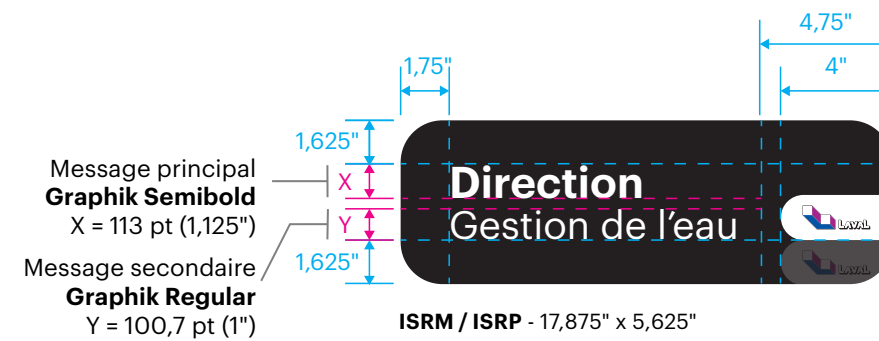 4,75"
1,75"
4"
1,625"
Message principal
Graphik Semibold
X = 113 pt (1,125")
X
Direction
Y
Gestion de l'eau
LAVAL
Message secondaire
Graphik Regular
Y = 100,7 pt (1")
1,625"
LAVAL
ISRM / ISRP - 17,875" x 5,625"